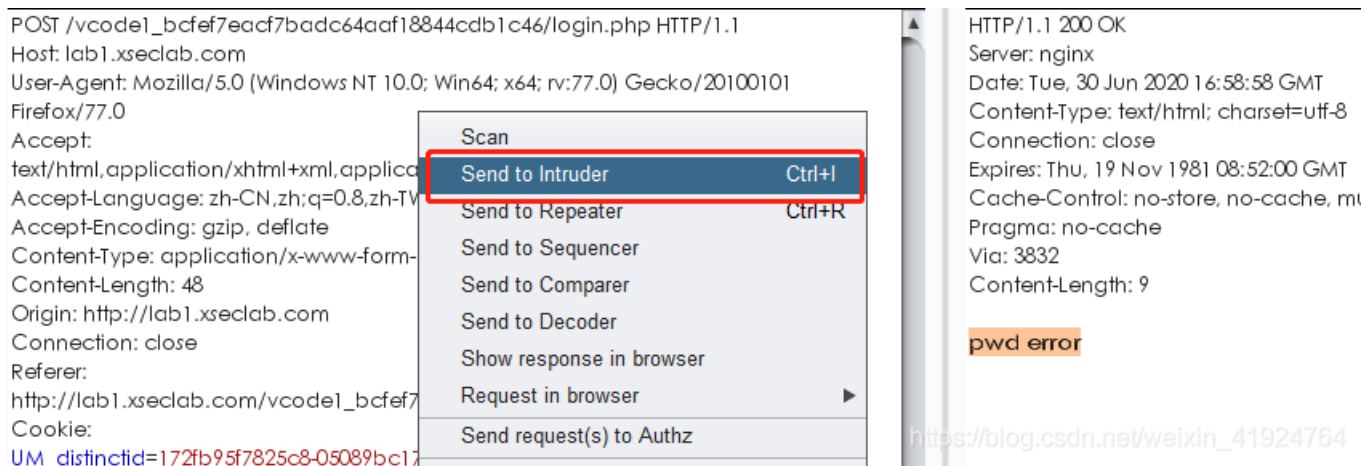 POST /vcode1_bcfef7eacf7badc64aaf18844cdb1c46/login.php HTTP/1.1
Host: lab1.xseclab.com
User-Agent: Mozilla/5.0 (Windows NT 10.0; Win64; x64; rv:77.0) Gecko/20100101
Firefox/77.0
Accept:
text/html,application/xhtml+xml,applica
Accept-Language: zh-CN,zh;q=0.8,zh-TW
Accept-Encoding: gzip, deflate
Content-Type: application/x-www-form-
Content-Length: 48
Origin: http://lab1.xseclab.com
Connection: close
Referer:
http://lab1.xseclab.com/vcode1_bcfef7
Cookie:
UM_distinctid=172fb95f7825c8-05089bc17
Scan
Send to Intruder Ctrl+I
Send to Repeater Ctrl+R
Send to Sequencer
Send to Comparer
Send to Decoder
Show response in browser
Request in browser
Send request(s) to Authz
HTTP/1.1 200 OK
Server: nginx
Date: Tue, 30 Jun 2020 16:58:58 GMT
Content-Type: text/html; charset=utf-8
Connection: close
Expires: Thu, 19 Nov 1981 08:52:00 GMT
Cache-Control: no-store, no-cache, mu
Pragma: no-cache
Via: 3832
Content-Length: 9
pwd error
https://blog.csdn.net/weixin_41924764